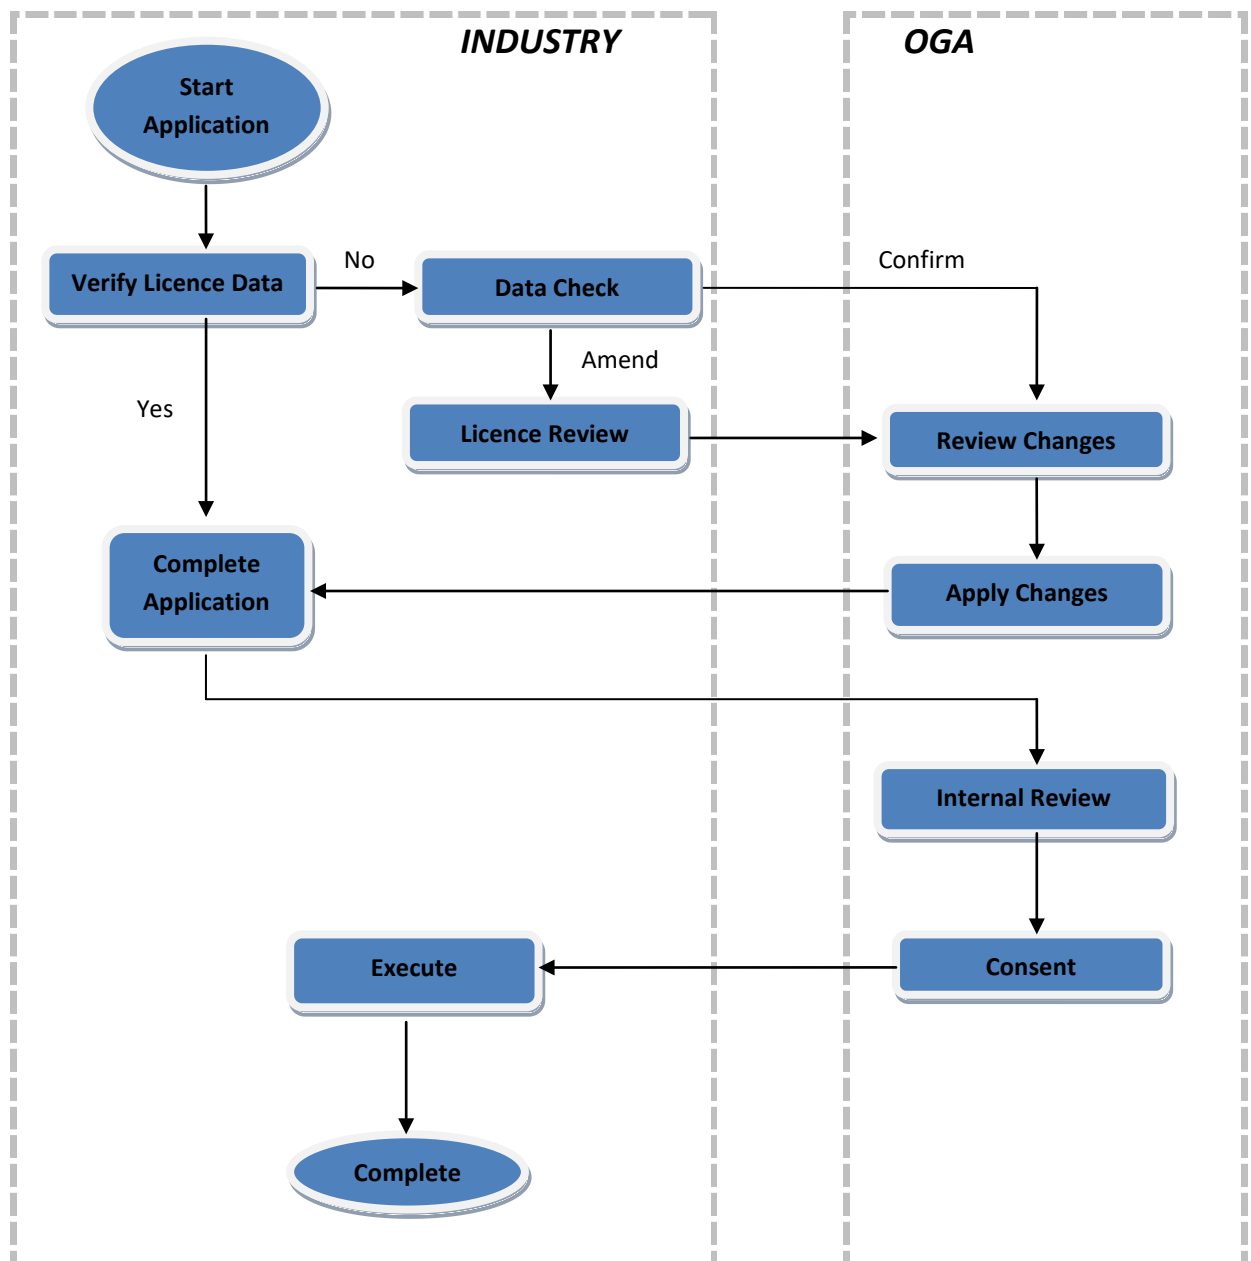 INDUSTRY
OGA
Start
Application
No
Confirm
Verify Licence Data
Data Check
Amend
Yes
Licence Review
Review Changes
Complete
Application
Apply Changes
Internal Review
Execute
Consent
Complete